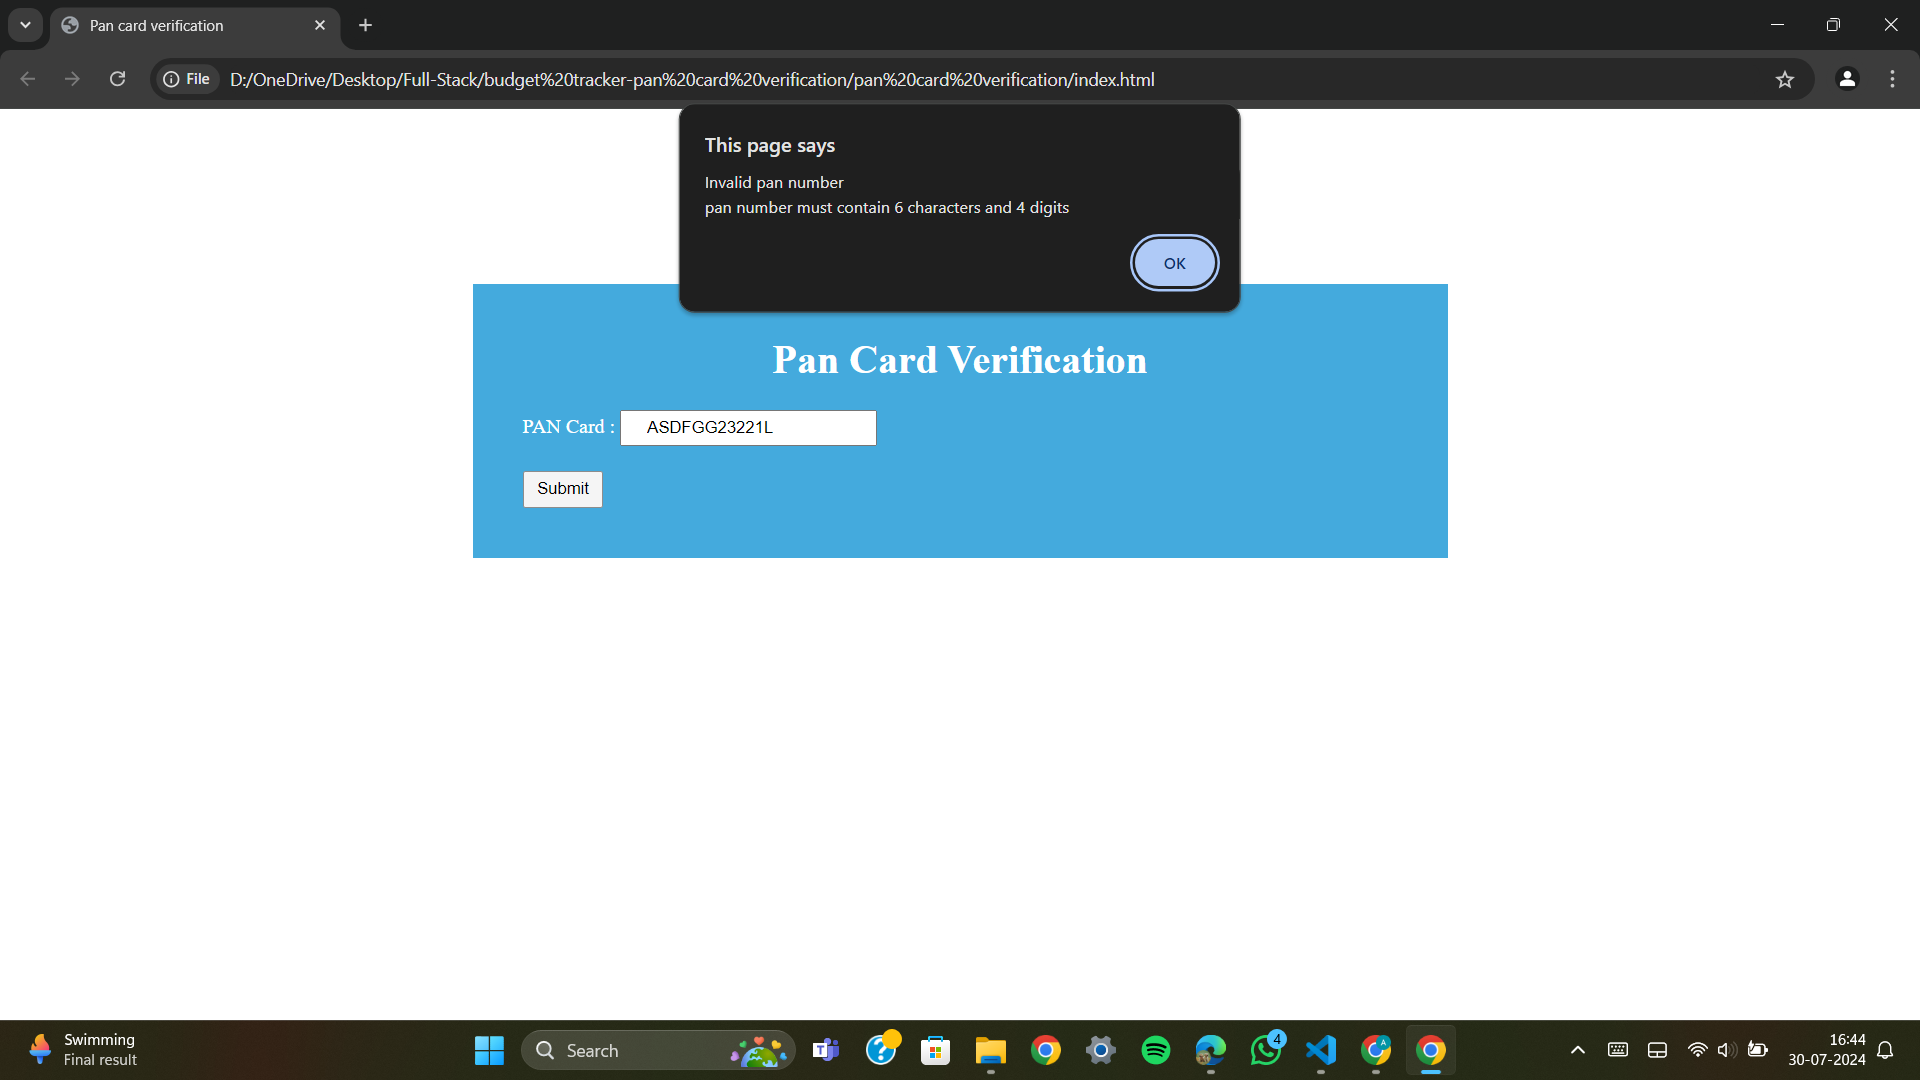 Pan card verification
File
D:/OneDrive/Desktop/Full-Stack/budget%20tracker-pan%20card%20verification/pan%20card%20verification/index.html
This page says
Invalid pan number
pan number must contain 6 characters and 4 digits
OK
Pan Card Verification
PAN Card :
ASDFGG23221L
Submit
Swimming
Final result
Search
T
?
4
A
16:44
30-07-2024